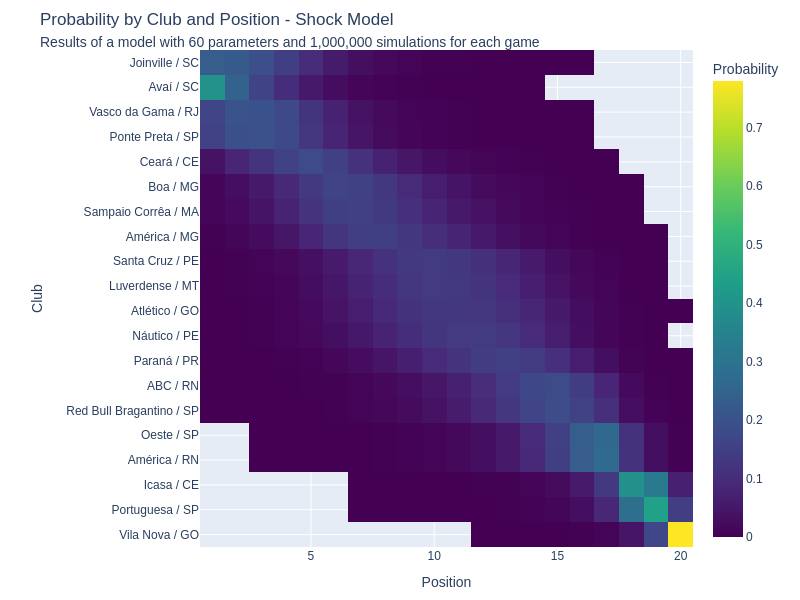 Probability by Club and Position - Shock Model
Results of a model with 60 parameters and 1,000,000 simulations for each game
Joinville / SC
Avaí / SC
Vasco da Gama / RJ
Ponte Preta / SP
Ceará / CE
Boa / MG
Sampaio Corrêa / MA
América / MG
Santa Cruz / PE
Luverdense / MT
Atlético / GO
Náutico / PE
Paraná / PR
ABC / RN
Red Bull Bragantino / SP
Oeste / SP
América / RN
Icasa / CE
Portuguesa / SP
Vila Nova / GO
Club
5
10
15
20
Position
Probability
0.7
0.6
0.5
0.4
0.3
0.2
0.1
0